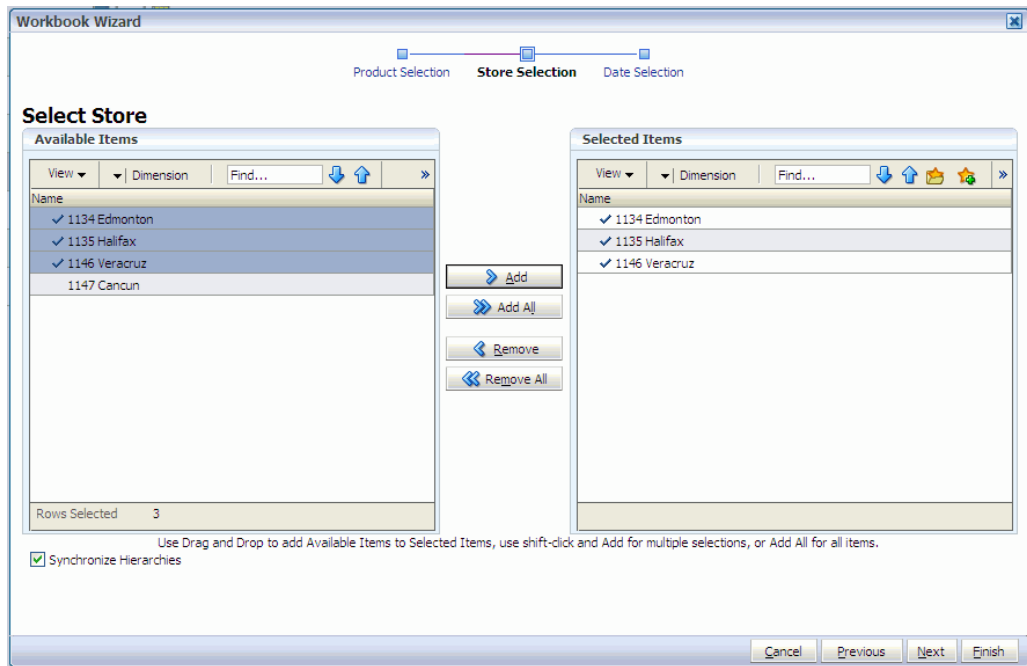 Workbook Wizard
Product Selection
Store Selection
Date Selection
Select Store
Available Items
View
Dimension
Find...
»
Name
1134 Edmonton
1135 Halifax
1146 Veracruz
1147 Cancun
Rows Selected 3
Add
Add All
Remove
Remove All
Selected Items
View
Dimension
Find...
»
Name
1134 Edmonton
1135 Halifax
1146 Veracruz
Use Drag and Drop to add Available Items to Selected Items, use shift-click and Add for multiple selections, or Add All for all items.
Synchronize Hierarchies
Cancel
Previous
Next
Finish